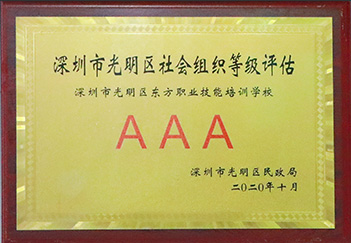 深圳市光明区社会组织等级评估
深圳市光明区东方职业技能培训学校
AAA
深圳市光明区民政局
二〇二〇年十月